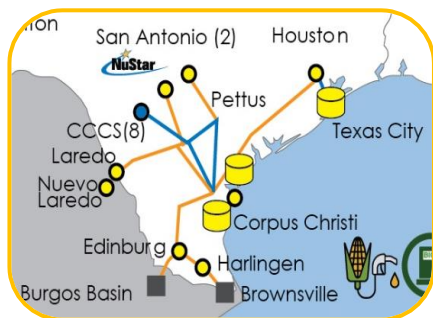 San Antonio (2)
Houston
NuStar
Pettus
CCCS(8)
Texas City
Laredo
Nuevo
Laredo
Corpus Christi
Edinburg
Harlingen
Burgos Basin
Brownsville